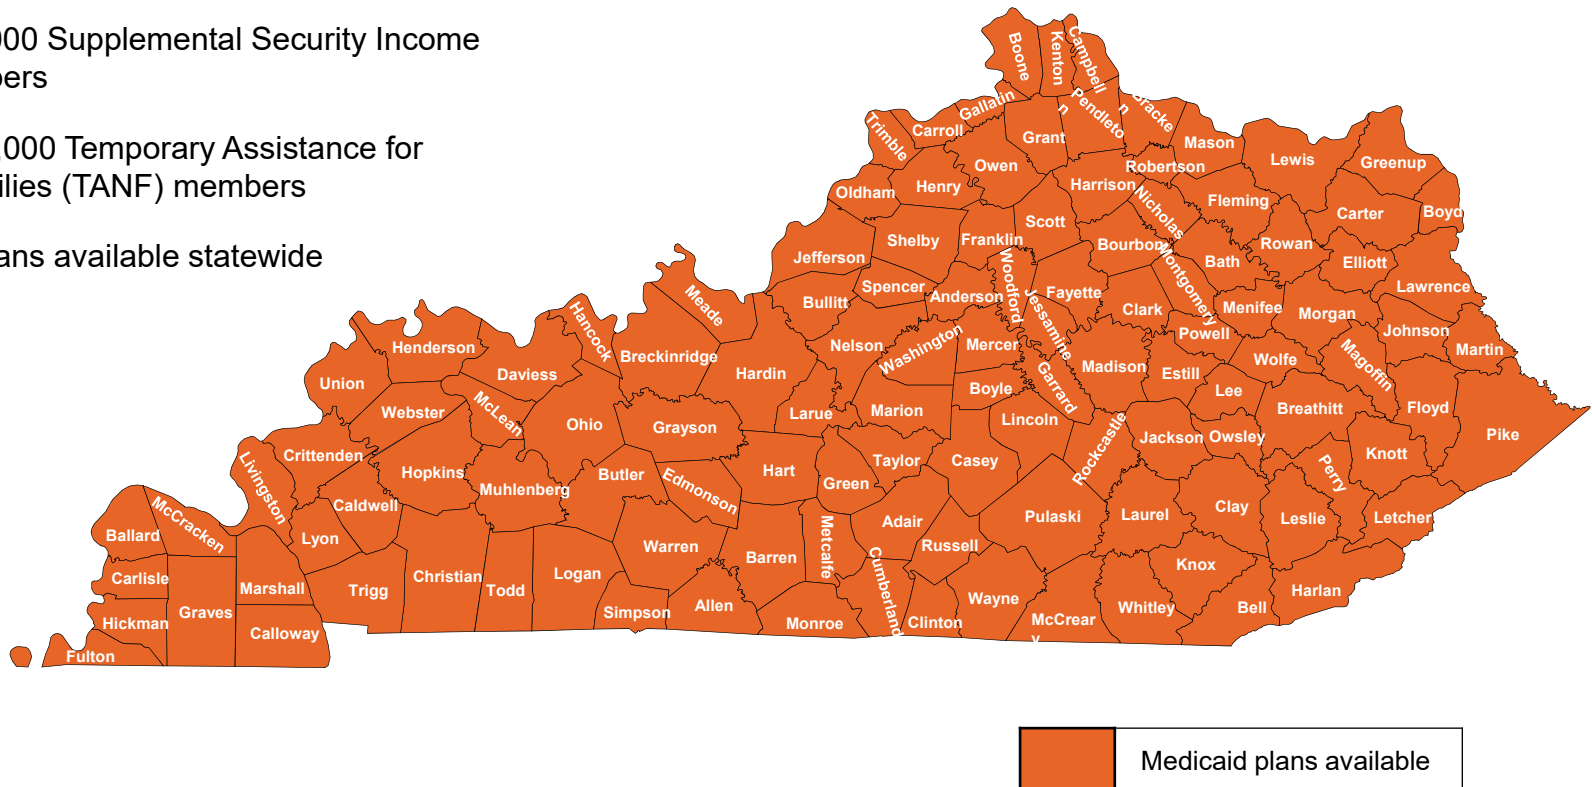 000 Supplemental Security Income
bers
,000 Temporary Assistance for
ilies (TANF) members
ans available statewide
Boone
Kenton
Campbell
Gallatin
Pendleto
n
Bracke
n
Trimble
Carroll
Grant
Mason
Owen
Robertson
Lewis
Greenup
Oldham
Henry
Harrison
Nicholas
Fleming
Carter
Boyd
Scott
Shelby
Franklin
Bourbon
Rowan
Jefferson
Woodford
Montgomery
Bath
Elliott
Spencer
Anderson
Fayette
Lawrence
Bullitt
Jessamine
Clark
Menifee
Morgan
Meade
Hancock
Henderson
Breckinridge
Nelson
Washington
Mercer
Powell
Johnson
Martin
Daviess
Hardin
Garrard
Madison
Estill
Wolfe
Magoffin
Union
Boyle
Lee
Webster
McLean
Ohio
Grayson
Larue
Marion
Lincoln
Breathitt
Floyd
Pike
Rockcastle
Jackson
Owsley
Crittenden
Livingston
Hopkins
Muhlenberg
Butler
Edmonson
Hart
Green
Taylor
Casey
Perry
Knott
Caldwell
McCracken
Ballard
Lyon
Warren
Barren
Metcalfe
Adair
Russell
Pulaski
Laurel
Clay
Leslie
Letcher
Carlisle
Marshall
Trigg
Christian
Todd
Logan
Cumberland
Knox
Harlan
Hickman
Graves
Calloway
Simpson
Allen
Monroe
Clinton
Wayne
McCrear
y
Whitley
Bell
Fulton
Medicaid plans available